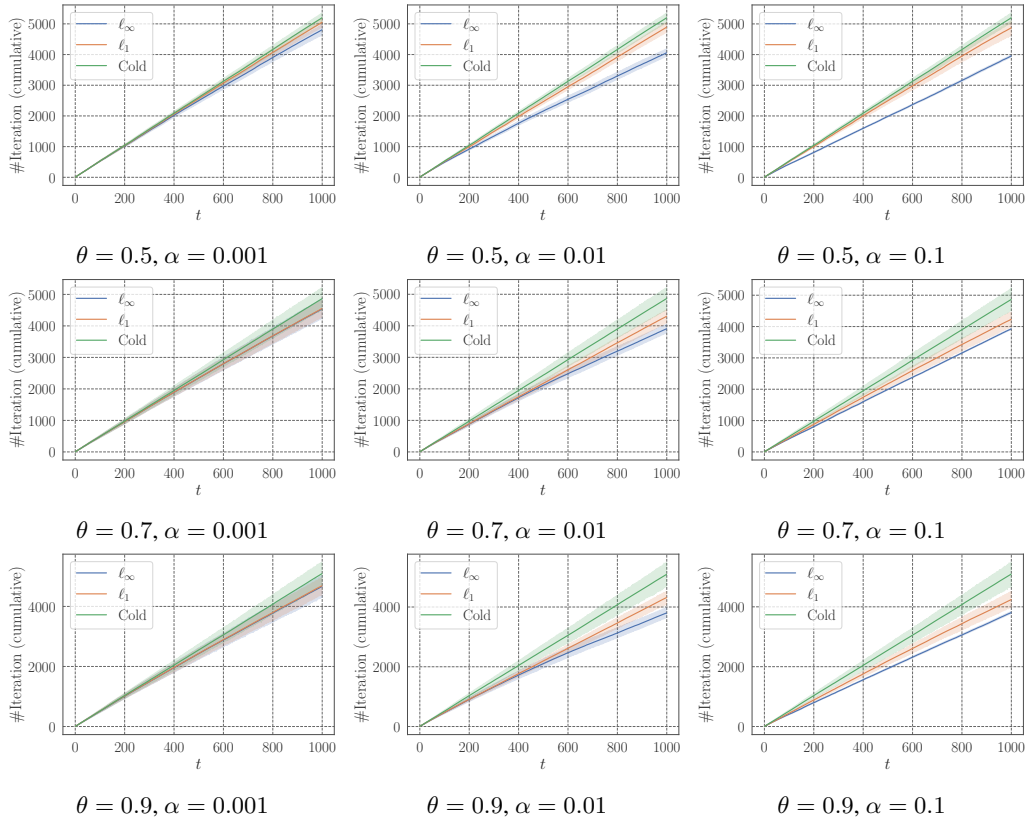 #Iteration (cumulative)
5000
4000
3000
2000
1000
0
ℓ∞
ℓ1
Cold
0 200 400 600 800 1000
t
θ = 0.5, α = 0.001
#Iteration (cumulative)
5000
4000
3000
2000
1000
0
ℓ∞
ℓ1
Cold
0 200 400 600 800 1000
t
θ = 0.5, α = 0.01
#Iteration (cumulative)
5000
4000
3000
2000
1000
0
ℓ∞
ℓ1
Cold
0 200 400 600 800 1000
t
θ = 0.5, α = 0.1
#Iteration (cumulative)
5000
4000
3000
2000
1000
0
ℓ∞
ℓ1
Cold
0 200 400 600 800 1000
t
θ = 0.7, α = 0.001
#Iteration (cumulative)
5000
4000
3000
2000
1000
0
ℓ∞
ℓ1
Cold
0 200 400 600 800 1000
t
θ = 0.7, α = 0.01
#Iteration (cumulative)
5000
4000
3000
2000
1000
0
ℓ∞
ℓ1
Cold
0 200 400 600 800 1000
t
θ = 0.7, α = 0.1
#Iteration (cumulative)
4000
2000
0
ℓ∞
ℓ1
Cold
0 200 400 600 800 1000
t
θ = 0.9, α = 0.001
#Iteration (cumulative)
4000
2000
0
ℓ∞
ℓ1
Cold
0 200 400 600 800 1000
t
θ = 0.9, α = 0.01
#Iteration (cumulative)
4000
2000
0
ℓ∞
ℓ1
Cold
0 200 400 600 800 1000
t
θ = 0.9, α = 0.1